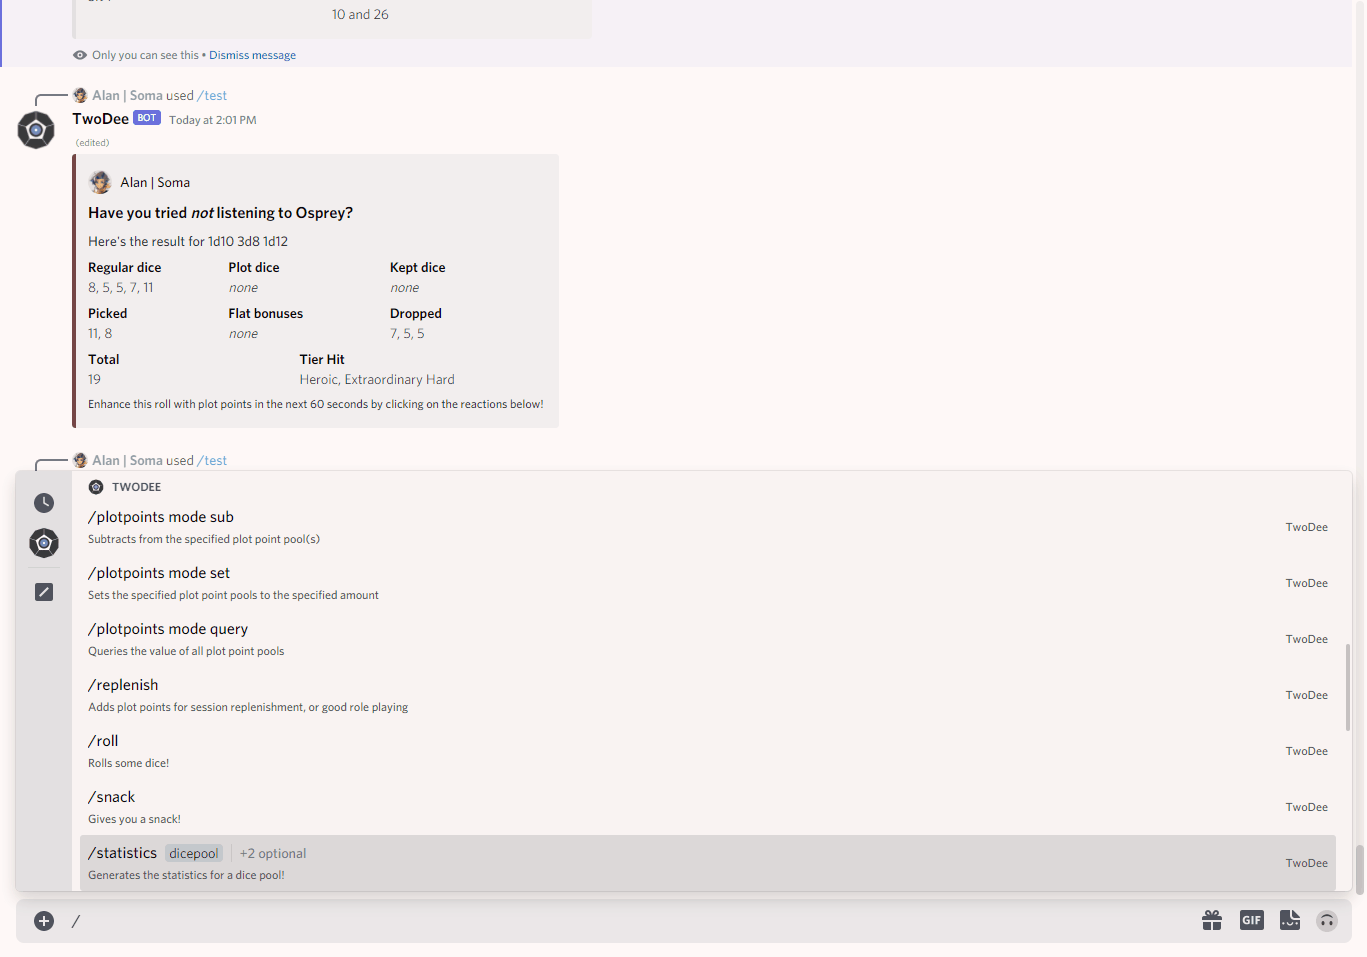 10 and 26
Only you can see this • Dismiss message
Alan | Soma used /test
TwoDee BOT Today at 2:01 PM
(edited)
Alan | Soma
Have you tried not listening to Osprey?
Here's the result for 1d10 3d8 1d12
Regular dice Plot dice Kept dice
8, 5, 5, 7, 11 none none
Picked Flat bonuses Dropped
11, 8 none 7, 5, 5
Total Tier Hit
19 Heroic, Extraordinary Hard
Enhance this roll with plot points in the next 60 seconds by clicking on the reactions below!
Alan | Soma used /test
TWODEE
/plotpoints mode sub
Subtracts from the specified plot point pool(s)
TwoDee
/plotpoints mode set
Sets the specified plot point pools to the specified amount
TwoDee
/plotpoints mode query
Queries the value of all plot point pools
TwoDee
/replenish
Adds plot points for session replenishment, or good role playing
TwoDee
/roll
Rolls some dice!
TwoDee
/snack
Gives you a snack!
TwoDee
/statistics dicepool +2 optional
Generates the statistics for a dice pool!
TwoDee
/
GIF